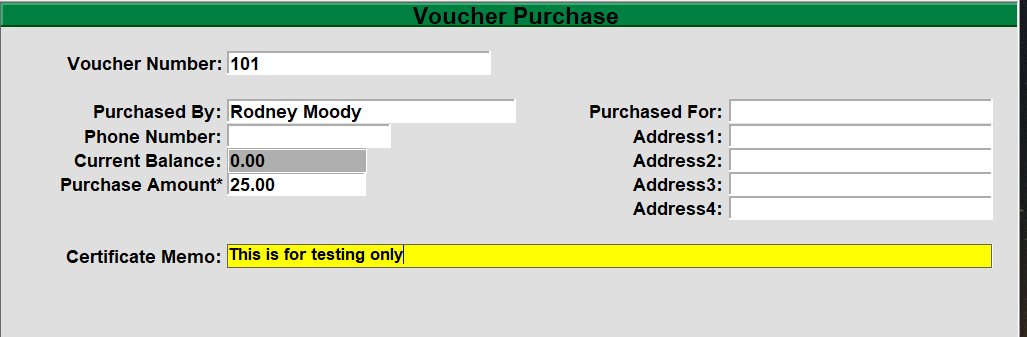 Voucher Purchase
Voucher Number: 101
Purchased By: Rodney Moody Purchased For:
Phone Number: Address1:
Current Balance: 0.00 Address2:
Purchase Amount* 25.00 Address3:
Address4:
Certificate Memo: This is for testing only